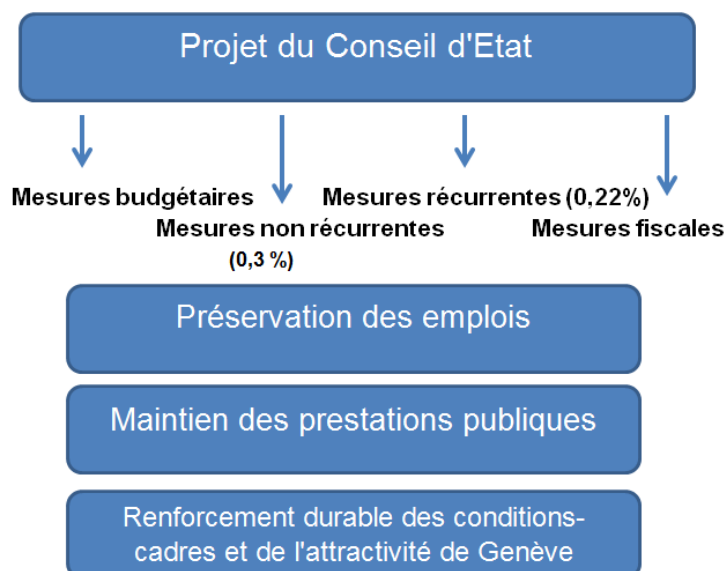 Projet du Conseil d'Etat
Mesures budgétaires
Mesures récurrentes (0,22%)
Mesures non récurrentes
(0,3 %)
Mesures fiscales
Préservation des emplois
Maintien des prestations publiques
Renforcement durable des conditions-
cadres et de l'attractivité de Genève